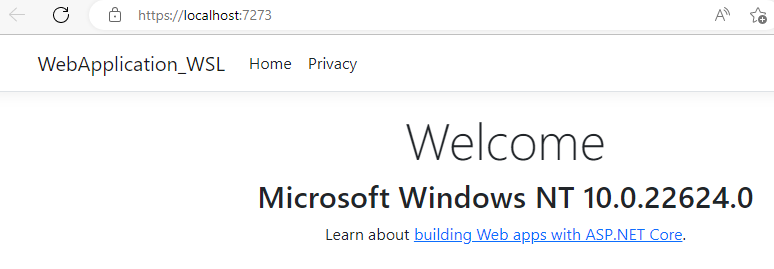 https://localhost:7273
WebApplication_WSL Home Privacy
Welcome
Microsoft Windows NT 10.0.22624.0
Learn about building Web apps with ASP.NET Core.